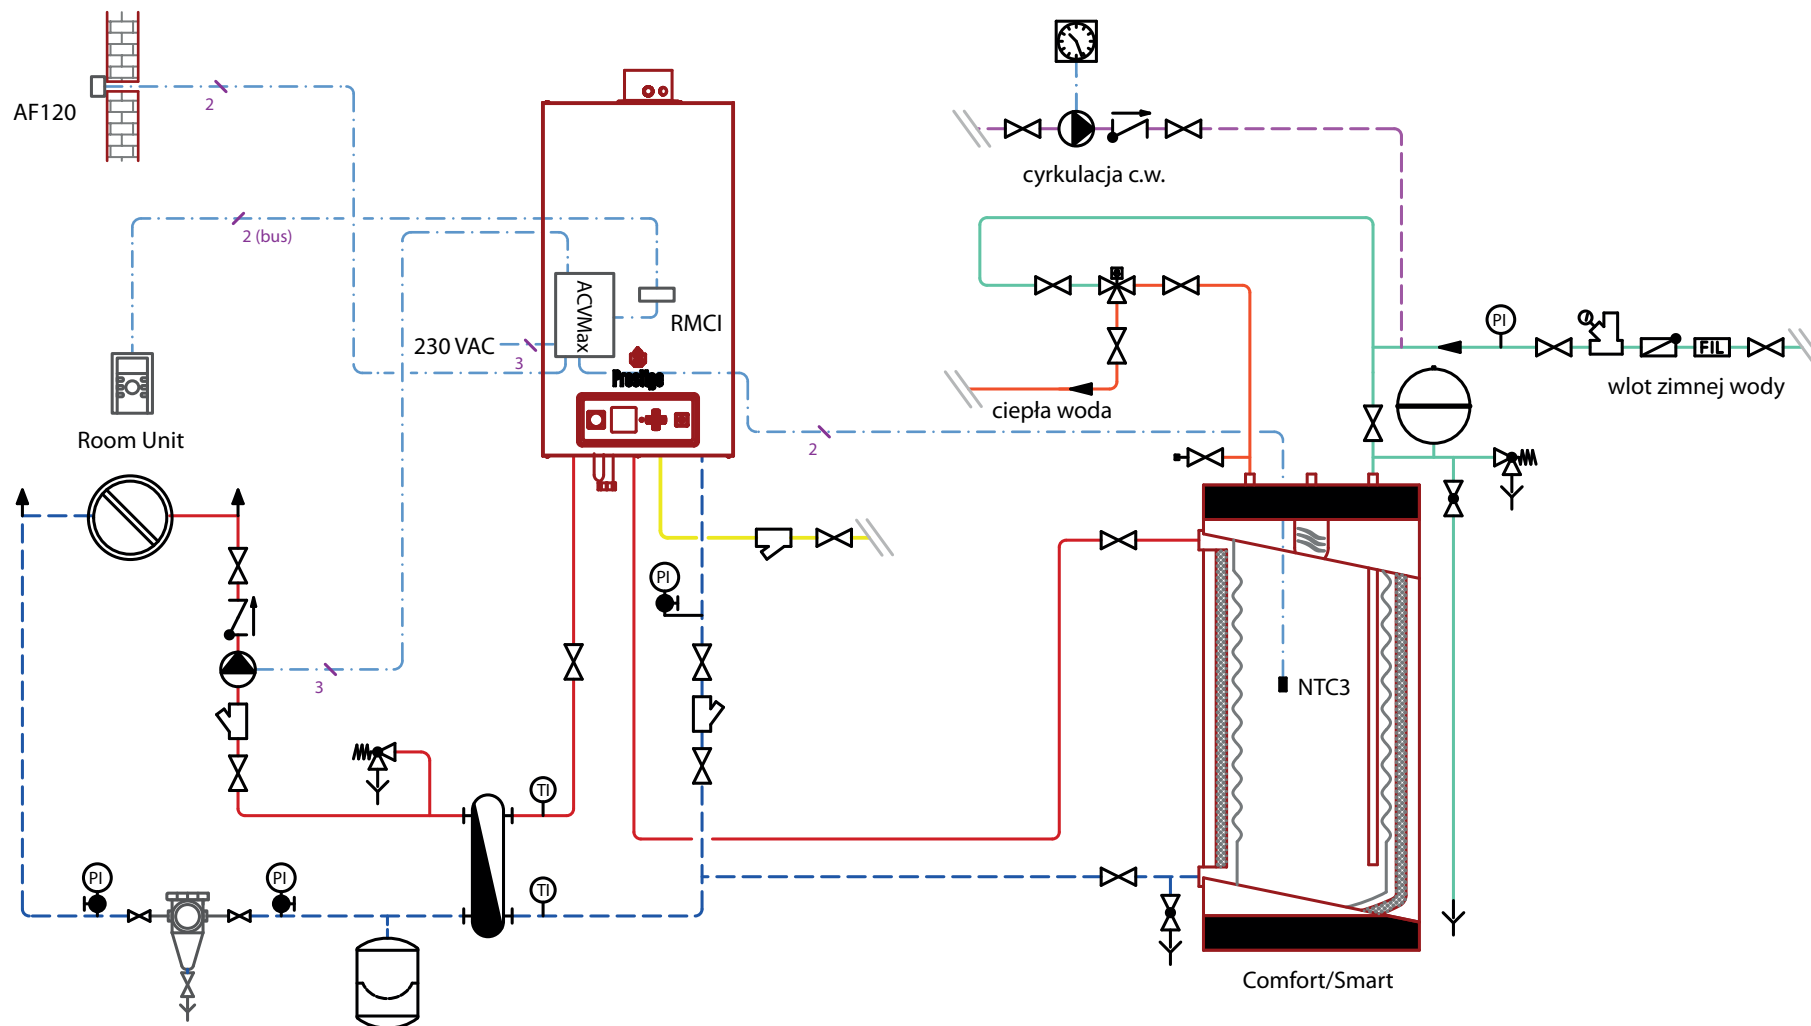 AF120
2
cyrkulacja c.w.
2 (bus)
ACVMax
RMCI
230 VAC
3
Prestige
PI
FIL
wlot zimnej wody
ciepła woda
Room Unit
2
PI
3
NTC3
TI
PI
PI
TI
Comfort/Smart